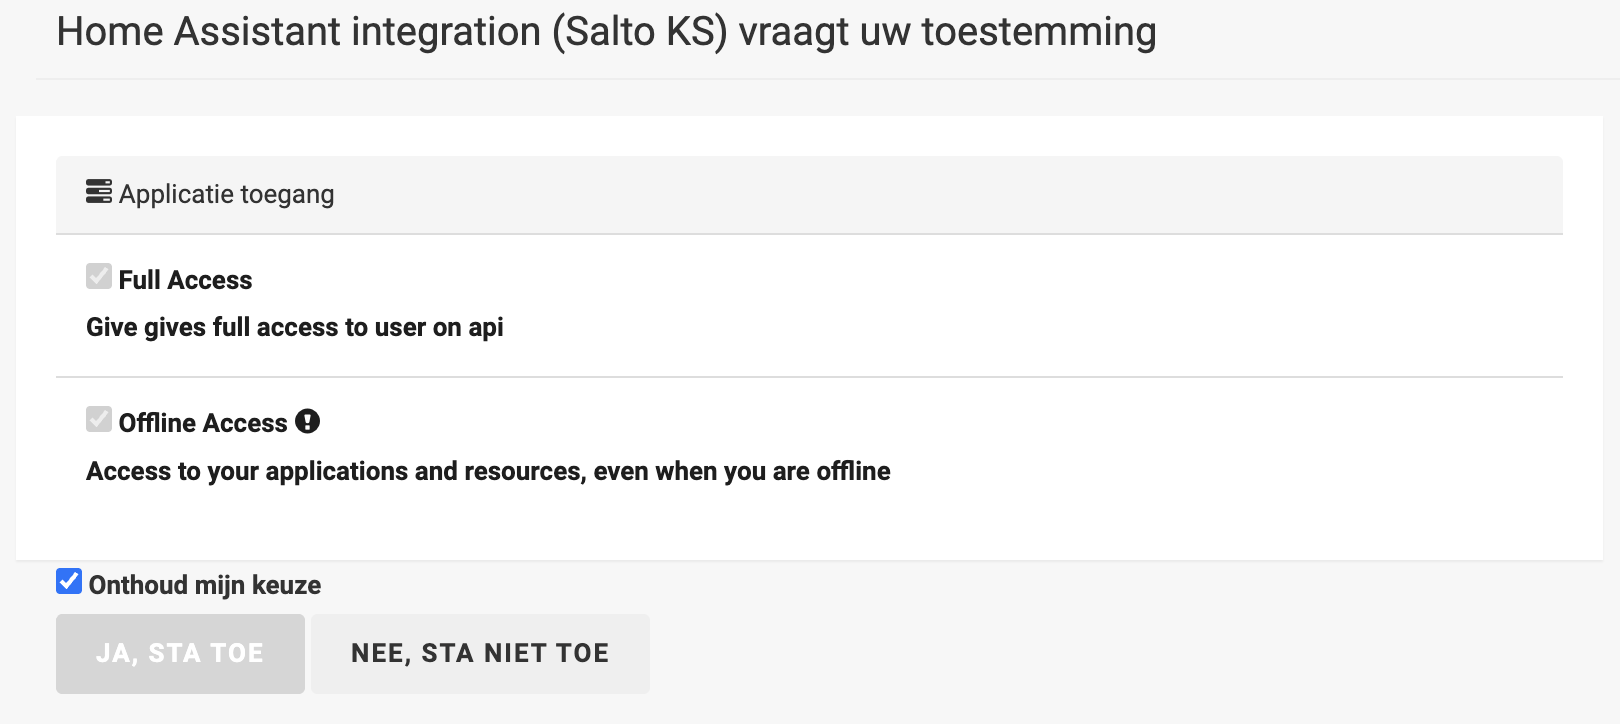 Home Assistant integration (Salto KS) vraagt uw toestemming
Applicatie toegang
Full Access
Give gives full access to user on api
Offline Access
Access to your applications and resources, even when you are offline
Onthoud mijn keuze
JA, STA TOE
NEE, STA NIET TOE